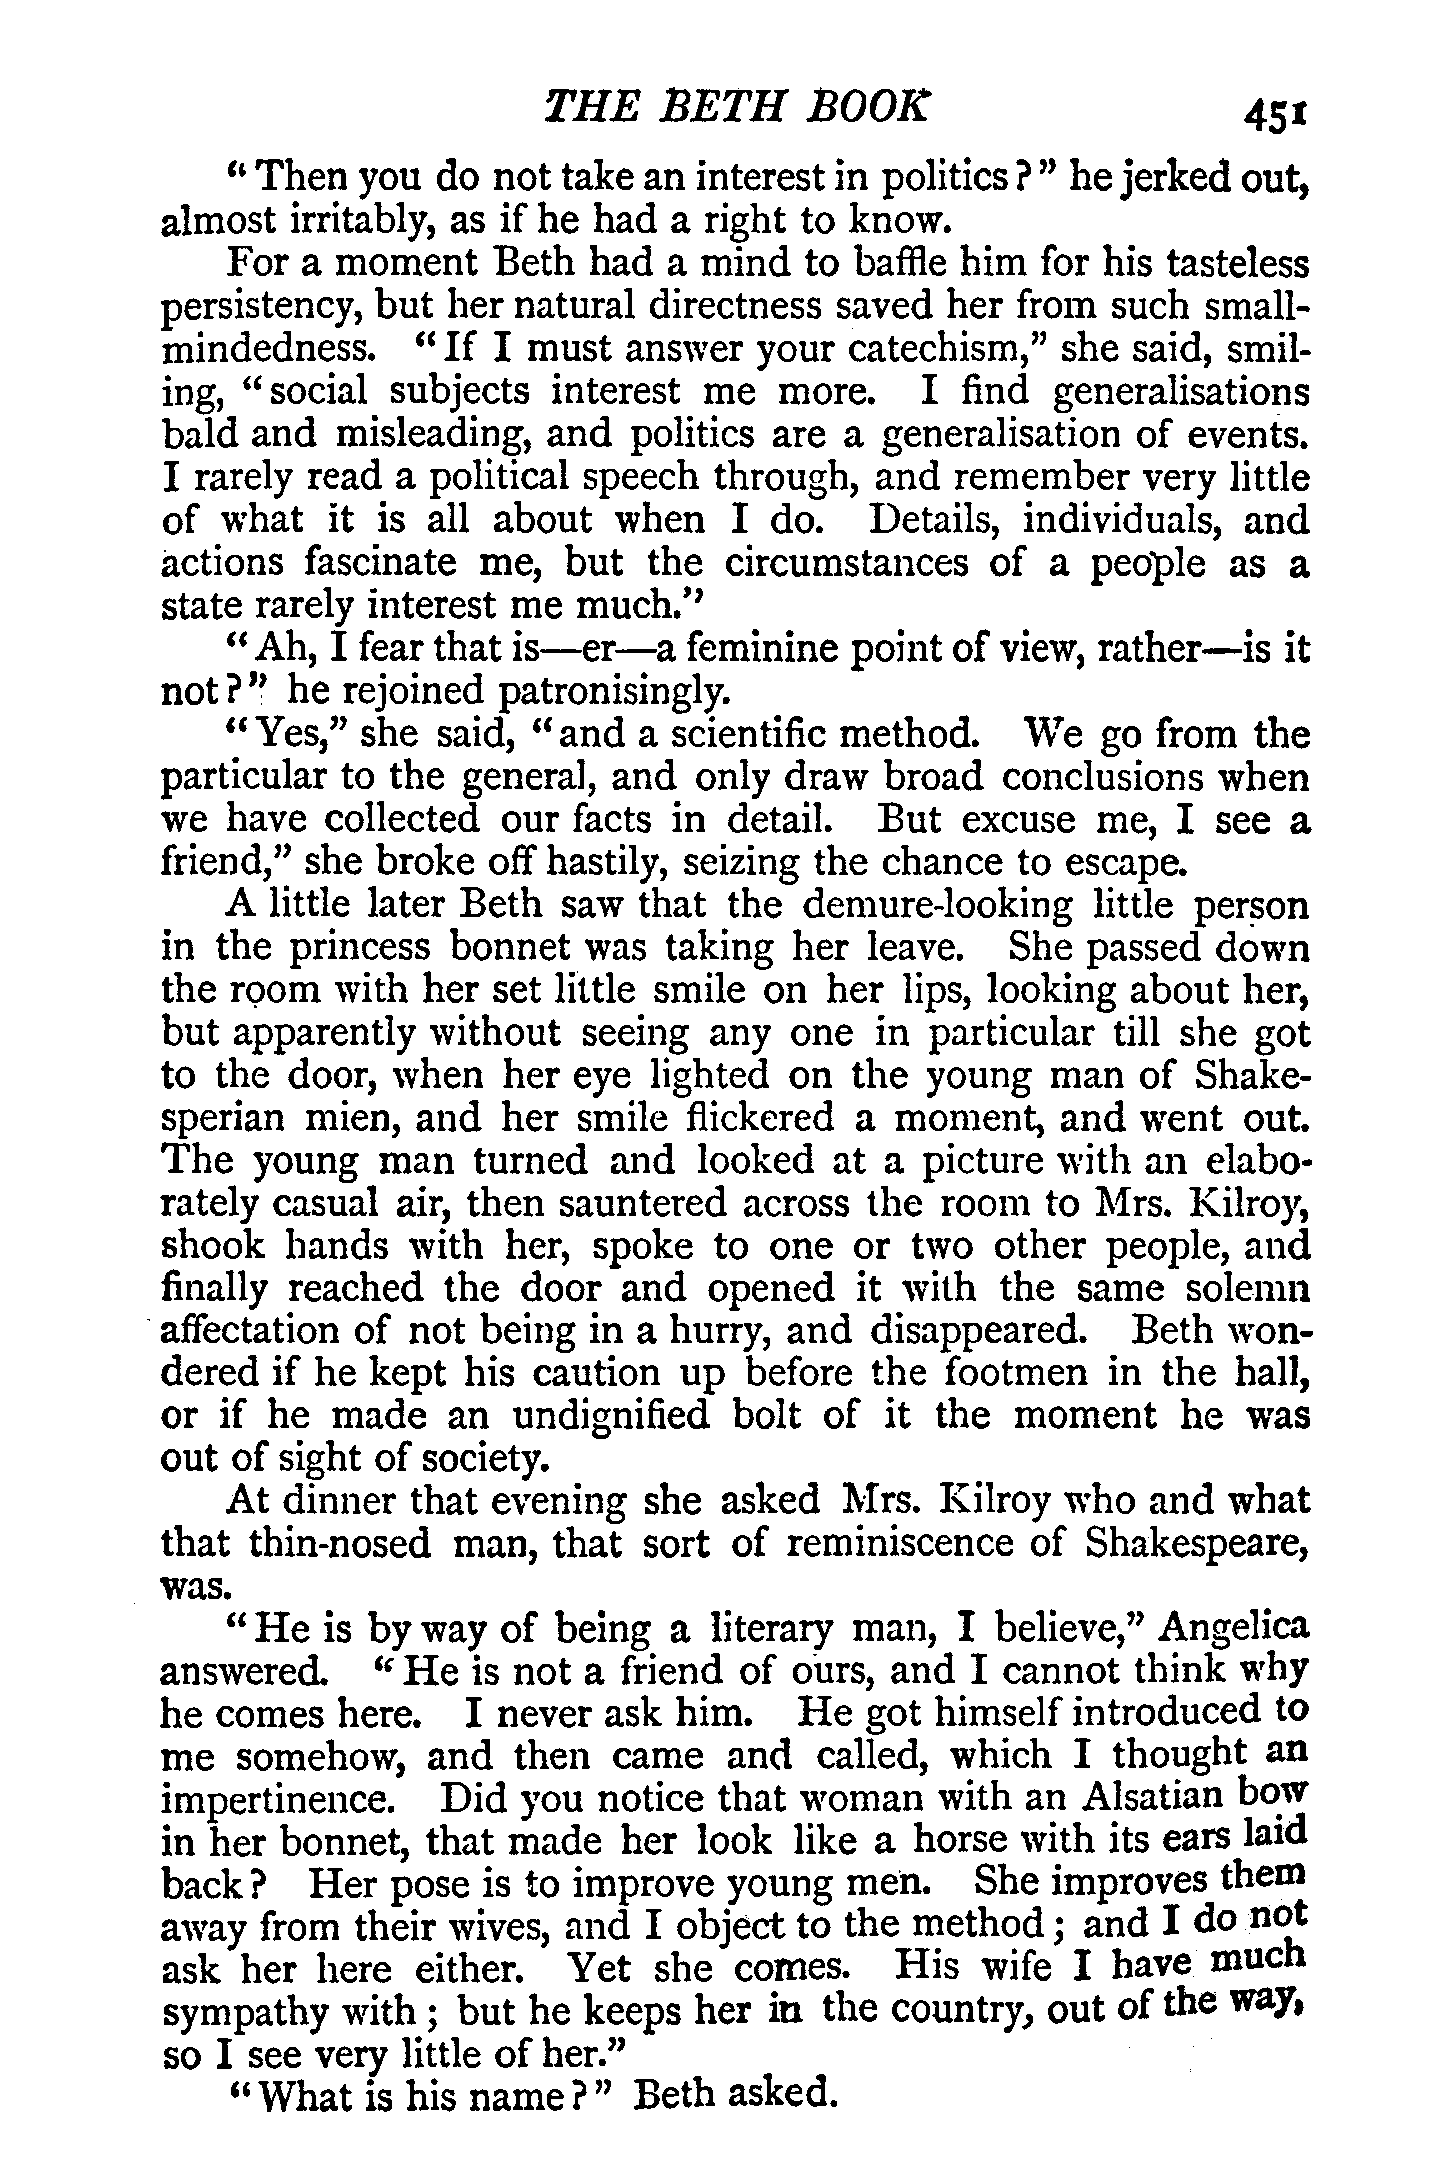 THE BETH BOOK 451
“Then you do not take an interest in politics?” he jerked out,
almost irritably, as if he had a right to know.
For a moment Beth had a mind to baffle him for his tasteless
persistency, but her natural directness saved her from such small-
mindedness. “If I must answer your catechism,” she said, smil-
ing, “social subjects interest me more. I find generalisations
bald and misleading, and politics are a generalisation of events.
I rarely read a political speech through, and remember very little
of what it is all about when I do. Details, individuals, and
actions fascinate me, but the circumstances of a people as a
state rarely interest me much.”
“Ah, I fear that is—er—a feminine point of view, rather—is it
not?” he rejoined patronisingly.
“Yes,” she said, “and a scientific method. We go from the
particular to the general, and only draw broad conclusions when
we have collected our facts in detail. But excuse me, I see a
friend,” she broke off hastily, seizing the chance to escape.
A little later Beth saw that the demure-looking little person
in the princess bonnet was taking her leave. She passed down
the room with her set little smile on her lips, looking about her,
but apparently without seeing any one in particular till she got
to the door, when her eye lighted on the young man of Shake-
sperian mien, and her smile flickered a moment, and went out.
The young man turned and looked at a picture with an elabo-
rately casual air, then sauntered across the room to Mrs. Kilroy,
shook hands with her, spoke to one or two other people, and
finally reached the door and opened it with the same solemn
affectation of not being in a hurry, and disappeared. Beth won-
dered if he kept his caution up before the footmen in the hall,
or if he made an undignified bolt of it the moment he was
out of sight of society.
At dinner that evening she asked Mrs. Kilroy who and what
that thin-nosed man, that sort of reminiscence of Shakespeare,
was.
“He is by way of being a literary man, I believe,” Angelica
answered. “He is not a friend of ours, and I cannot think why
he comes here. I never ask him. He got himself introduced to
me somehow, and then came and called, which I thought an
impertinence. Did you notice that woman with an Alsatian bow
in her bonnet, that made her look like a horse with its ears laid
back? Her pose is to improve young men. She improves them
away from their wives, and I object to the method; and I do not
ask her here either. Yet she comes. His wife I have much
sympathy with; but he keeps her in the country, out of the way,
so I see very little of her.”
“What is his name?” Beth asked.